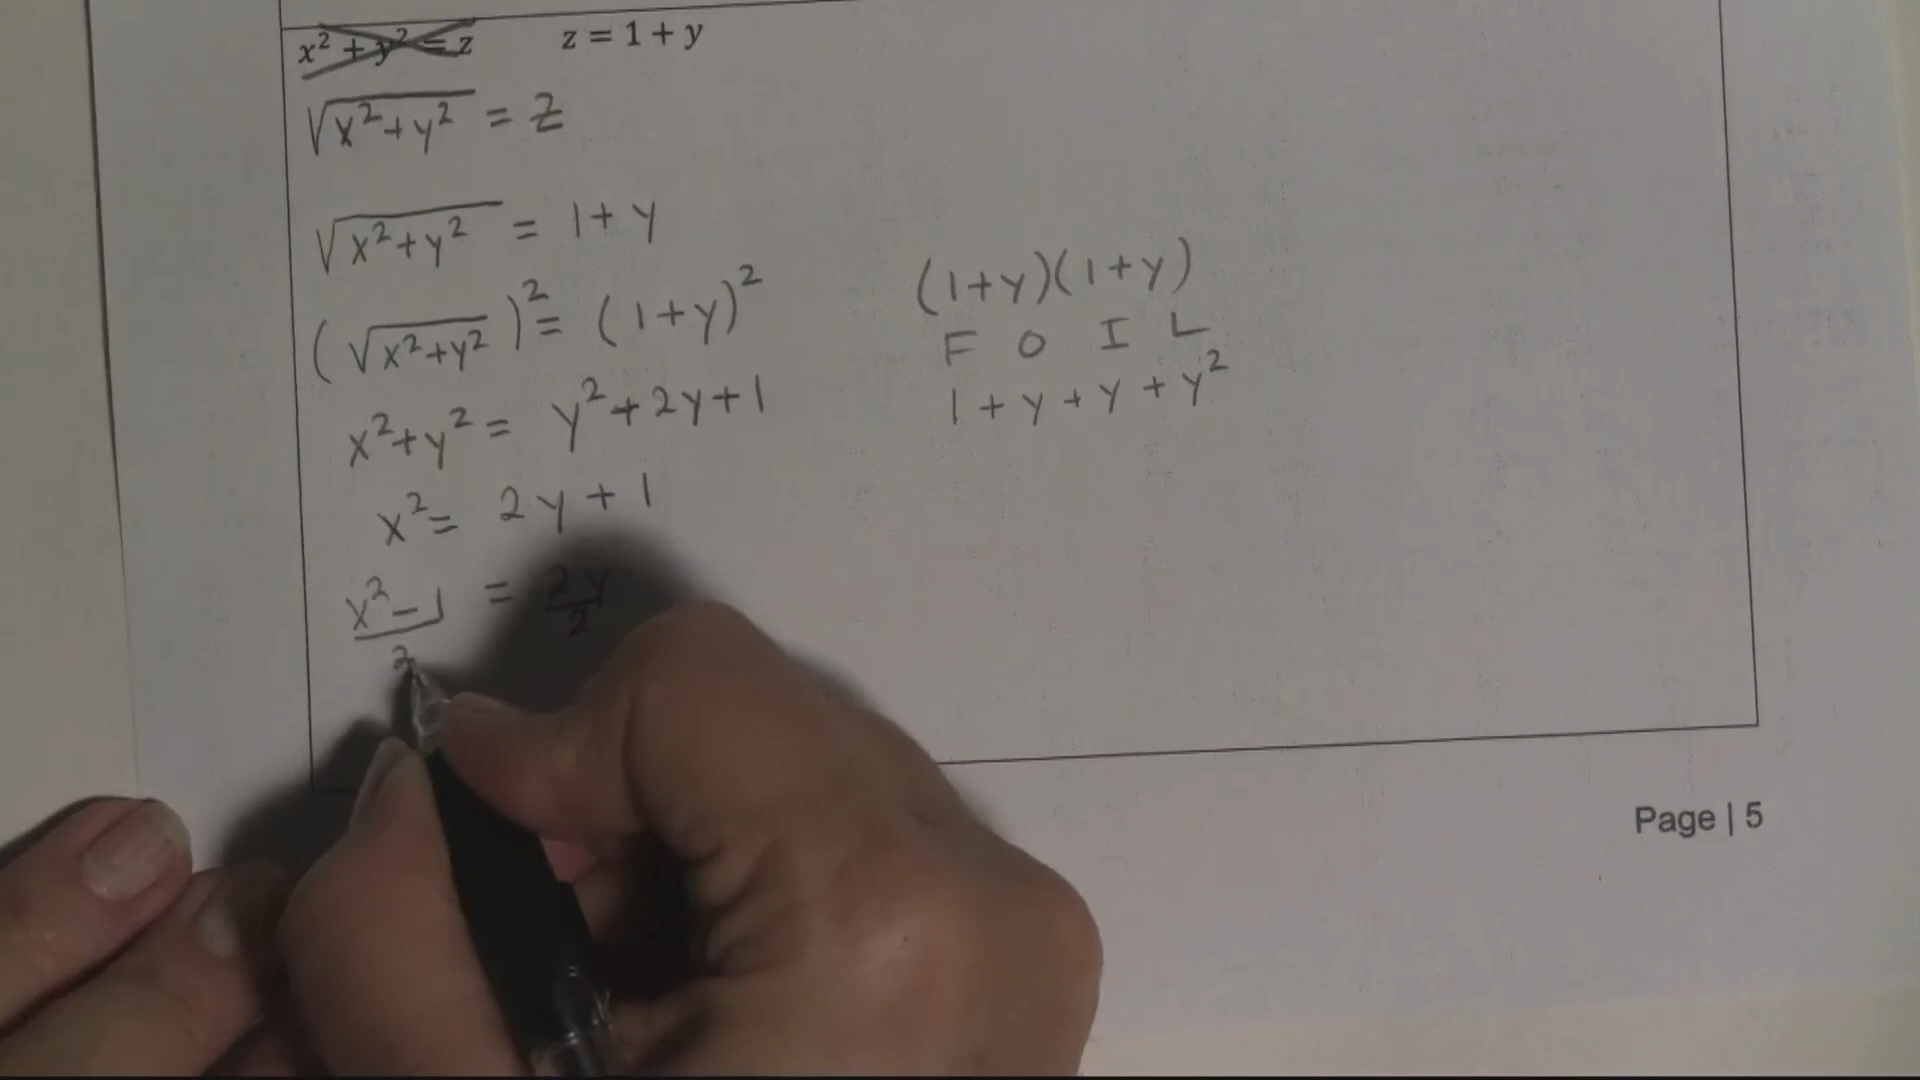 x² + y² = z z = 1 + y
√x²+y² = z
√x²+y² = 1+y
(√x²+y²)² = (1+y)²
(1+y)(1+y)
F O I L
x²+y² = y²+2y+1
1+y+y+y²
x² = 2y+1
x²-1 = 2y
2 2
Page | 5